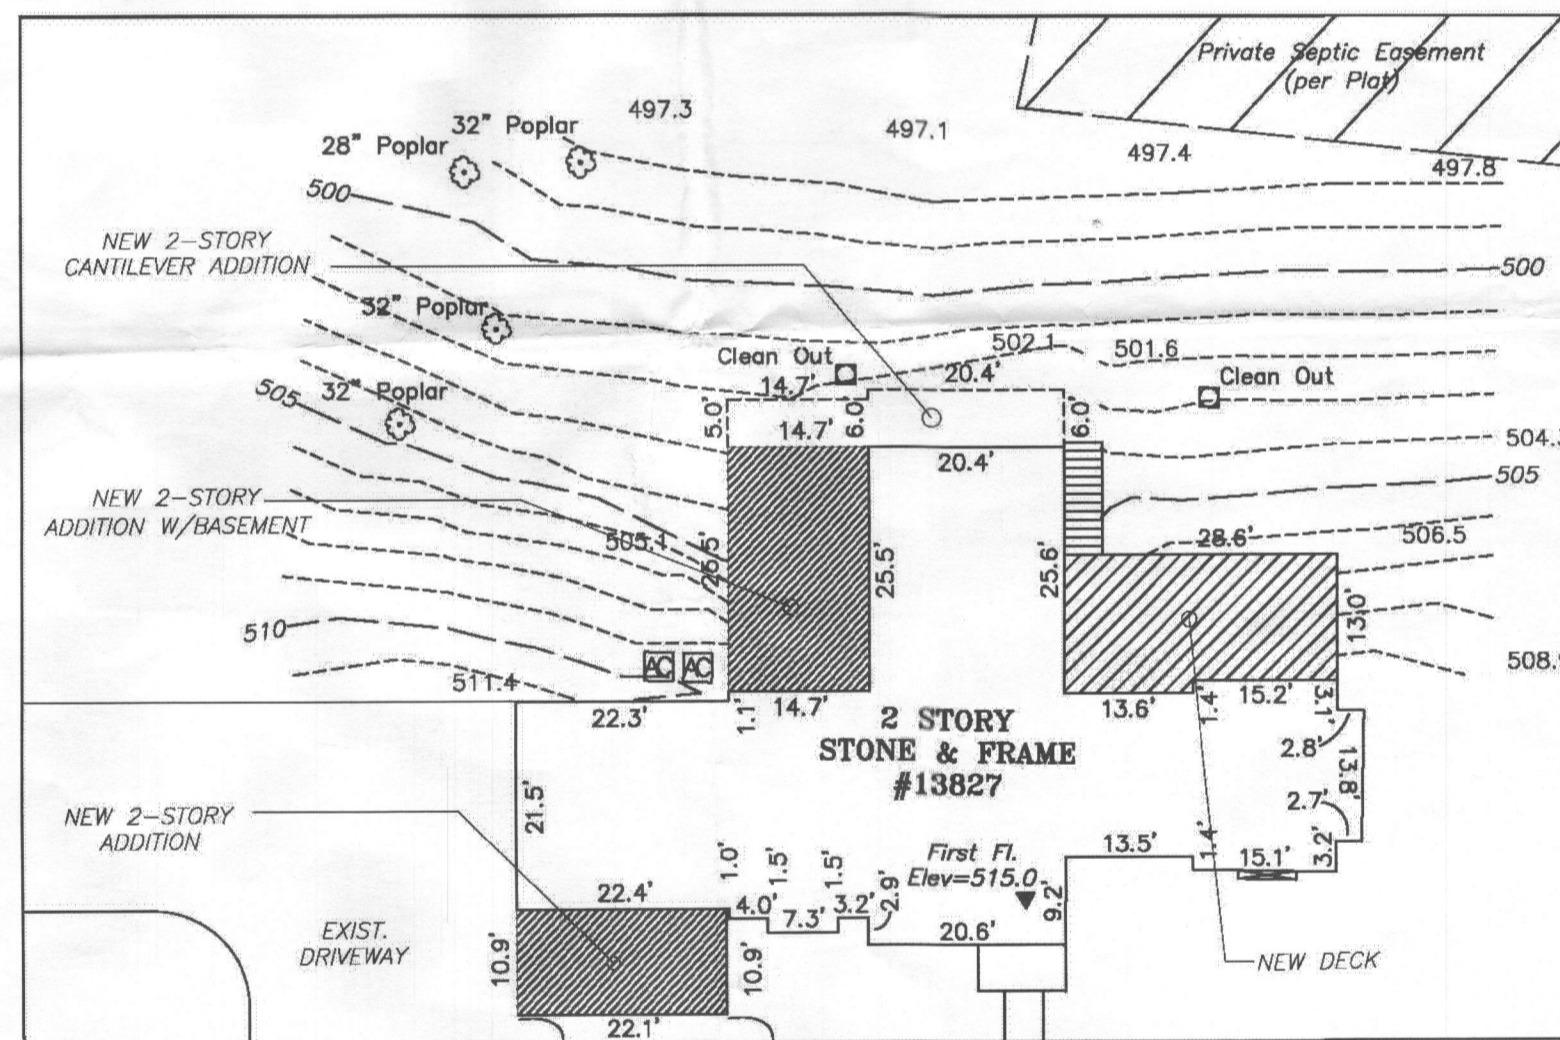 Private Septic Easement
(per Plat)
497.3
32" Poplar
497.1
28" Poplar
497.4
497.8
500
NEW 2-STORY
CANTILEVER ADDITION
500
32" Poplar
502.1
501.6
Clean Out
14.7'
20.4'
Clean Out
505
32" Poplar
5.0'
14.7'
6.0'
6.0'
20.4'
504.3
505
NEW 2-STORY
ADDITION W/BASEMENT
505.1
25.5'
25.6'
28.6'
506.5
510
13.0'
508.9
AC
AC
511.4
22.3'
1.1'
14.7'
13.6'
1.4'
15.2'
3.1'
2 STORY
STONE & FRAME
#13827
2.8'
13.8'
21.5'
2.7'
NEW 2-STORY
ADDITION
1.0'
1.5'
1.5'
First Fl.
Elev=515.0
13.5'
1.4'
15.1'
3.2'
22.4'
4.0'
7.3'
3.2'
2.9'
9.2'
20.6'
EXIST.
DRIVEWAY
10.9'
10.9'
NEW DECK
22.1'